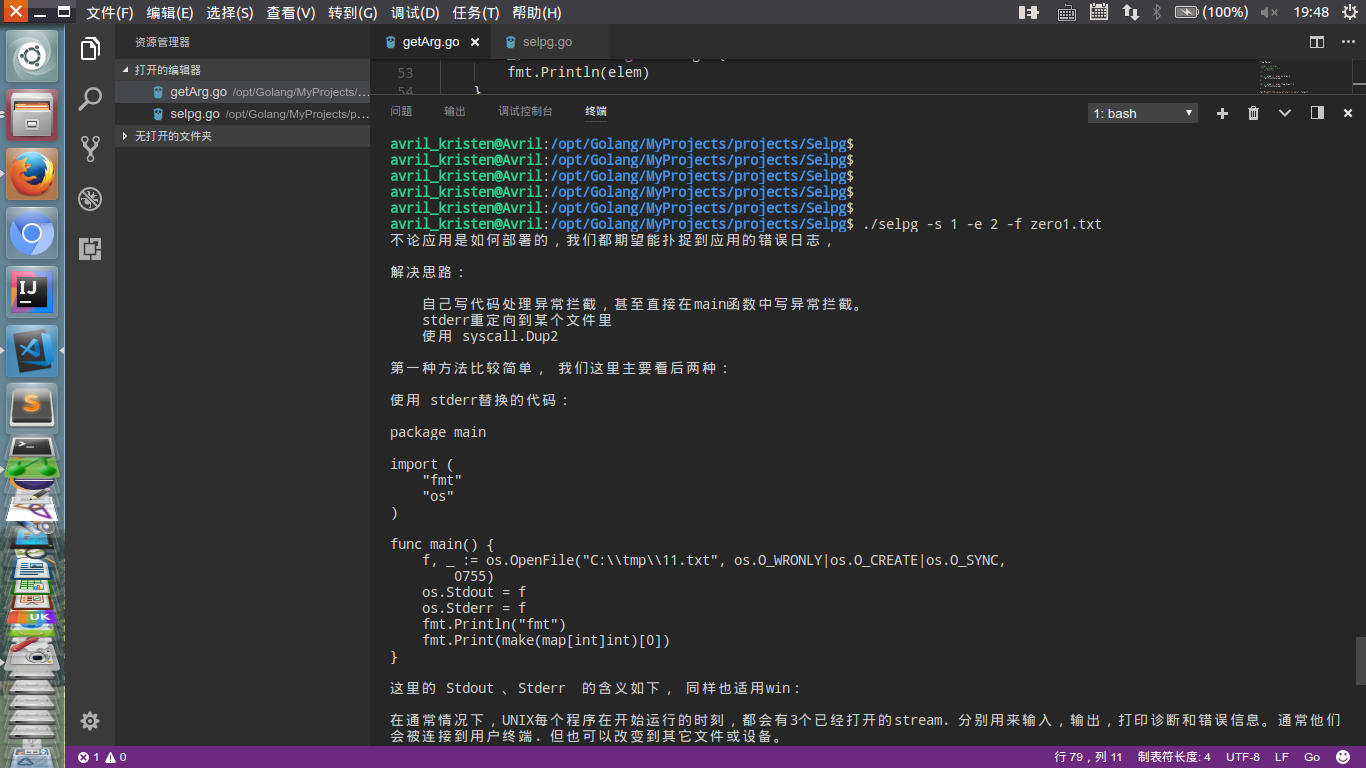 文件(F) 编辑(E) 选择(S) 查看(V) 转到(G) 调试(D) 任务(T) 帮助(H)
(100%) 19:48
资源管理器
打开的编辑器
getArg.go /opt/Golang/MyProjects/...
selpg.go /opt/Golang/MyProjects/p...
无打开的文件夹
getArg.go selpg.go
53 fmt.Println(elem)
54 }
问题 输出 调试控制台 终端 1: bash
avril_kristen@Avril:/opt/Golang/MyProjects/projects/Selpg$
avril_kristen@Avril:/opt/Golang/MyProjects/projects/Selpg$
avril_kristen@Avril:/opt/Golang/MyProjects/projects/Selpg$
avril_kristen@Avril:/opt/Golang/MyProjects/projects/Selpg$
avril_kristen@Avril:/opt/Golang/MyProjects/projects/Selpg$
avril_kristen@Avril:/opt/Golang/MyProjects/projects/Selpg$ ./selpg -s 1 -e 2 -f zero1.txt
不论应用是如何部署的，我们都期望能扑捉到应用的错误日志，
解决思路：
自己写代码处理异常拦截，甚至直接在main函数中写异常拦截。
stderr重定向到某个文件里
使用 syscall.Dup2
第一种方法比较简单， 我们这里主要看后两种：
使用 stderr替换的代码：
package main
import (
"fmt"
"os"
)
func main() {
f, _ := os.OpenFile("C:\\tmp\\11.txt", os.O_WRONLY|os.O_CREATE|os.O_SYNC,
0755)
os.Stdout = f
os.Stderr = f
fmt.Println("fmt")
fmt.Print(make(map[int]int)[0])
}
这里的 Stdout 、Stderr 的含义如下， 同样也适用win：
在通常情况下，UNIX每个程序在开始运行的时刻，都会有3个已经打开的stream. 分别用来输入，输出，打印诊断和错误信息。通常他们
会被连接到用户终端. 但也可以改变到其它文件或设备。
1 0 行 79，列 11 制表符长度: 4 UTF-8 LF Go